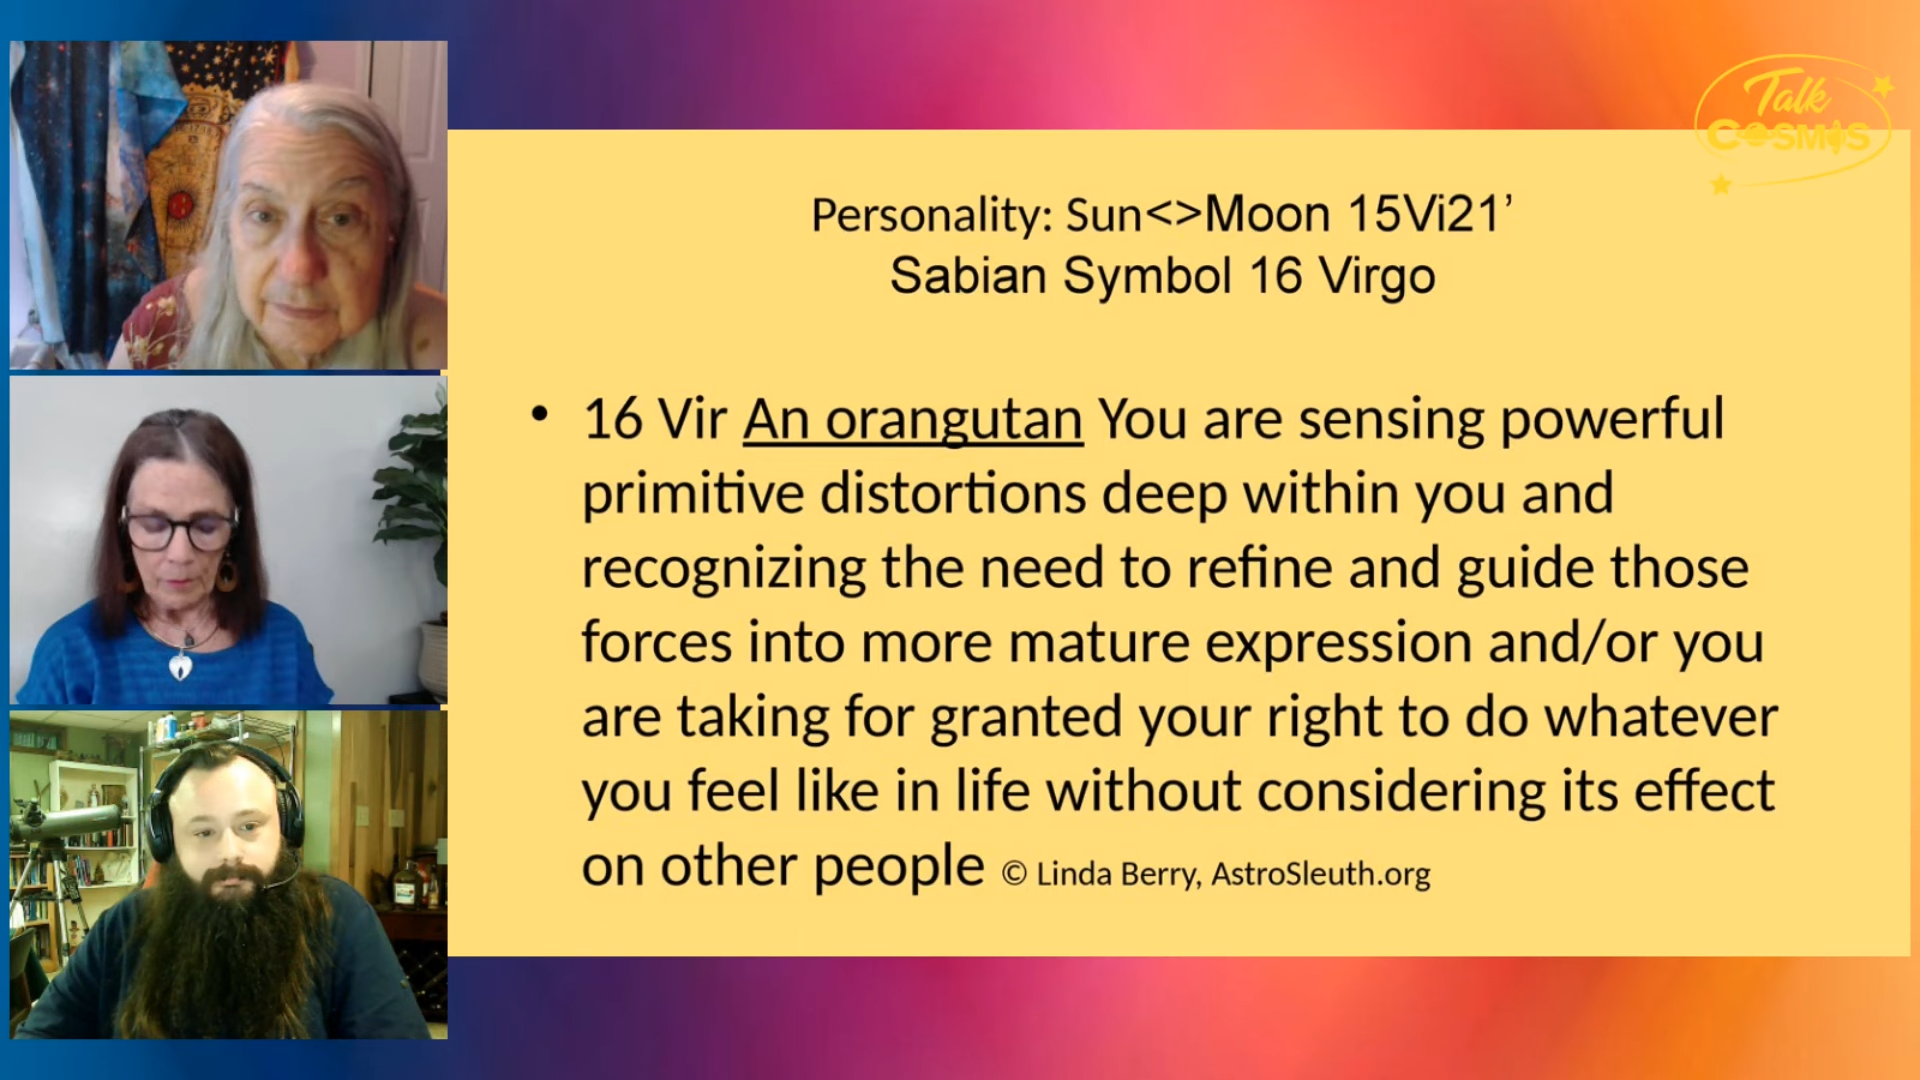 Talk
COSMOS
Personality: Sun<>Moon 15Vi21’
Sabian Symbol 16 Virgo
• 16 Vir An orangutan You are sensing powerful
primitive distortions deep within you and
recognizing the need to refine and guide those
forces into more mature expression and/or you
are taking for granted your right to do whatever
you feel like in life without considering its effect
on other people © Linda Berry, AstroSleuth.org